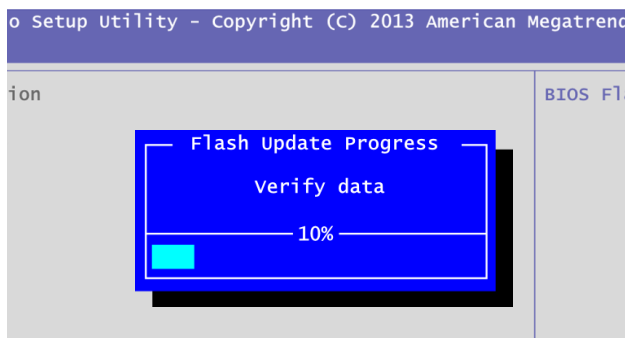 o Setup Utility - Copyright (C) 2013 American Megatrend
ion
BIOS Fl
Flash Update Progress
Verify data
10%